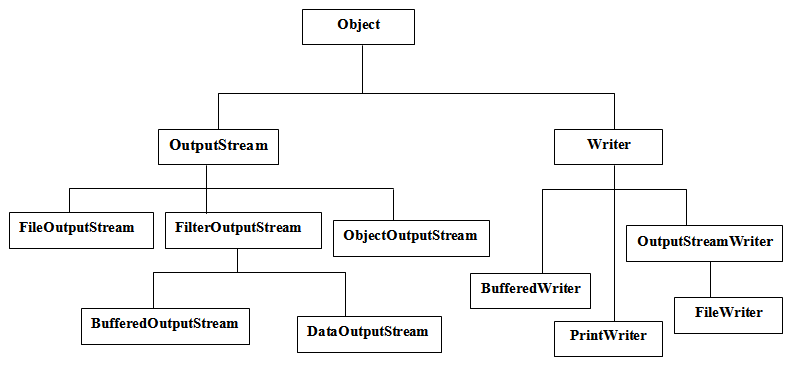 Object
OutputStream
Writer
FileOutputStream
FilterOutputStream
ObjectOutputStream
OutputStreamWriter
BufferedWriter
FileWriter
BufferedOutputStream
DataOutputStream
PrintWriter